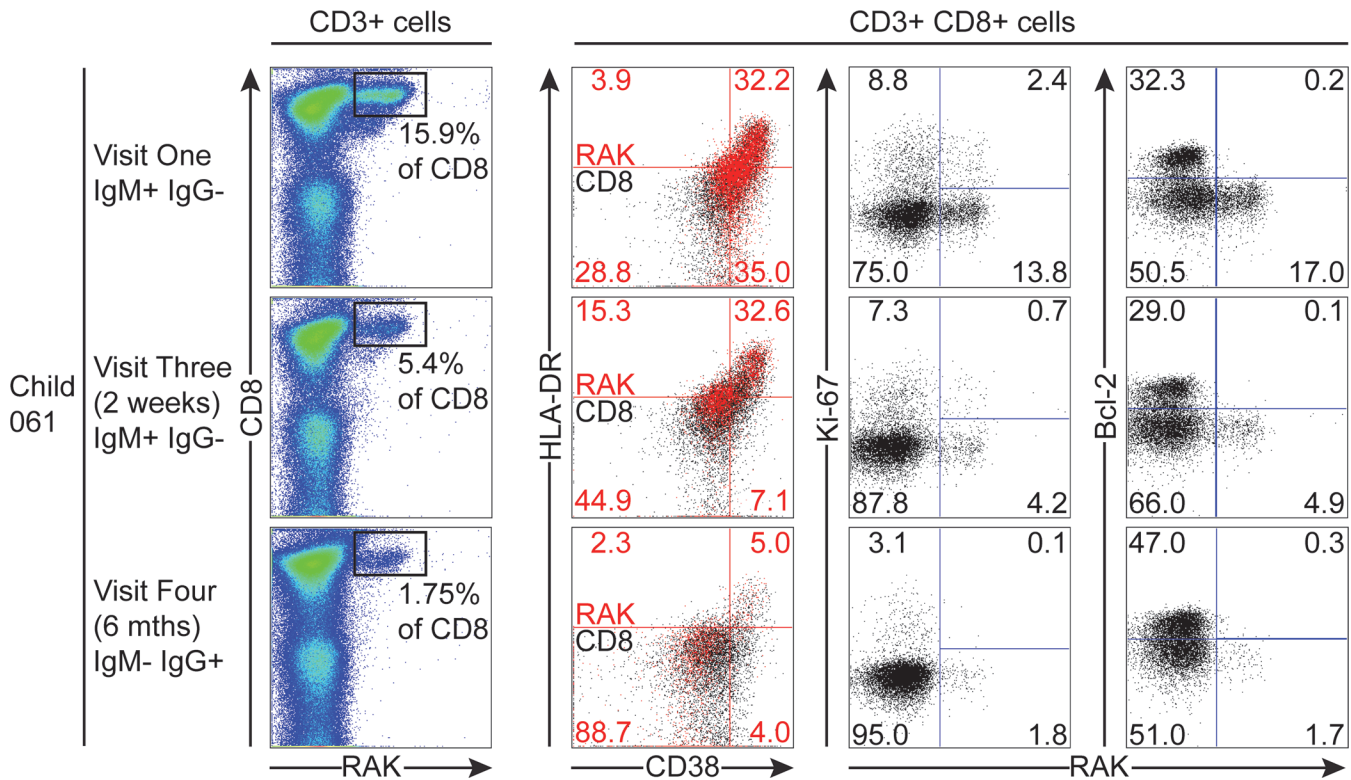 CD3+ cells
CD3+ CD8+ cells
Child
061
Visit One
IgM+ IgG-
Visit Three
(2 weeks)
IgM+ IgG-
Visit Four
(6 mths)
IgM- IgG+
CD8
15.9%
of CD8
5.4%
of CD8
1.75%
of CD8
RAK
HLA-DR
3.9 32.2
RAK
CD8
28.8 35.0
15.3 32.6
RAK
CD8
44.9 7.1
2.3 5.0
RAK
CD8
88.7 4.0
CD38
Ki-67
8.8 2.4
75.0 13.8
7.3 0.7
87.8 4.2
3.1 0.1
95.0 1.8
Bcl-2
32.3 0.2
50.5 17.0
29.0 0.1
66.0 4.9
47.0 0.3
51.0 1.7
RAK